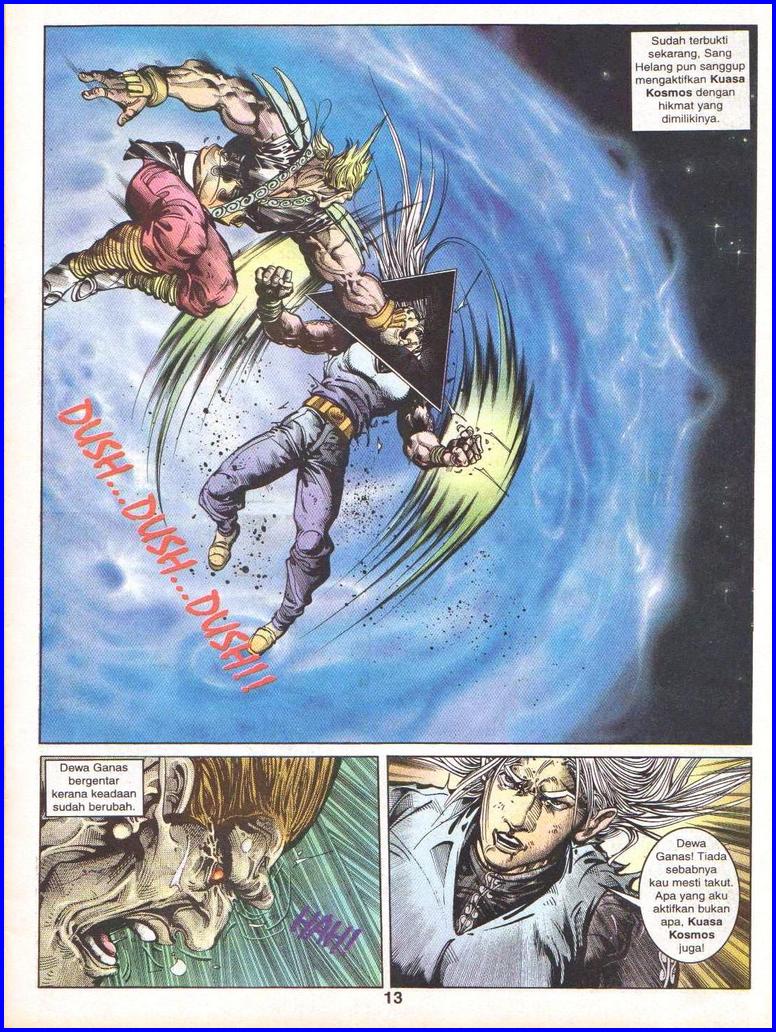 Sudah terbukti
sekarang, Sang
Helang pun sanggup
mengaktifkan Kuasa
Kosmos dengan
hikmat yang
dimilikinya.
DUSH...DUSH...DUSH!!
Dewa Ganas
bergentar
kerana keadaan
sudah berubah.
HAH!!
Dewa
Ganas! Tiada
sebabnya
kau mesti takut.
Apa yang aku
aktifkan bukan
apa, Kuasa
Kosmos
juga!
13